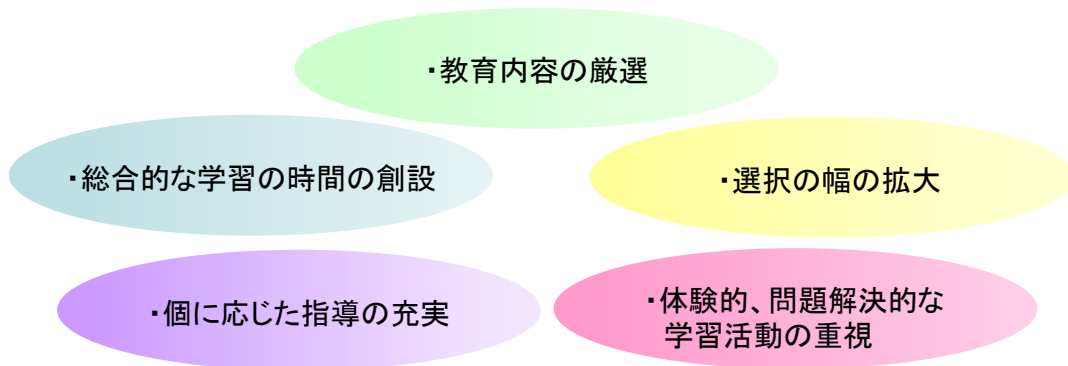 ・教育内容の厳選
・総合的な学習の時間の創設
・選択の幅の拡大
・個に応じた指導の充実
・体験的、問題解決的な
学習活動の重視